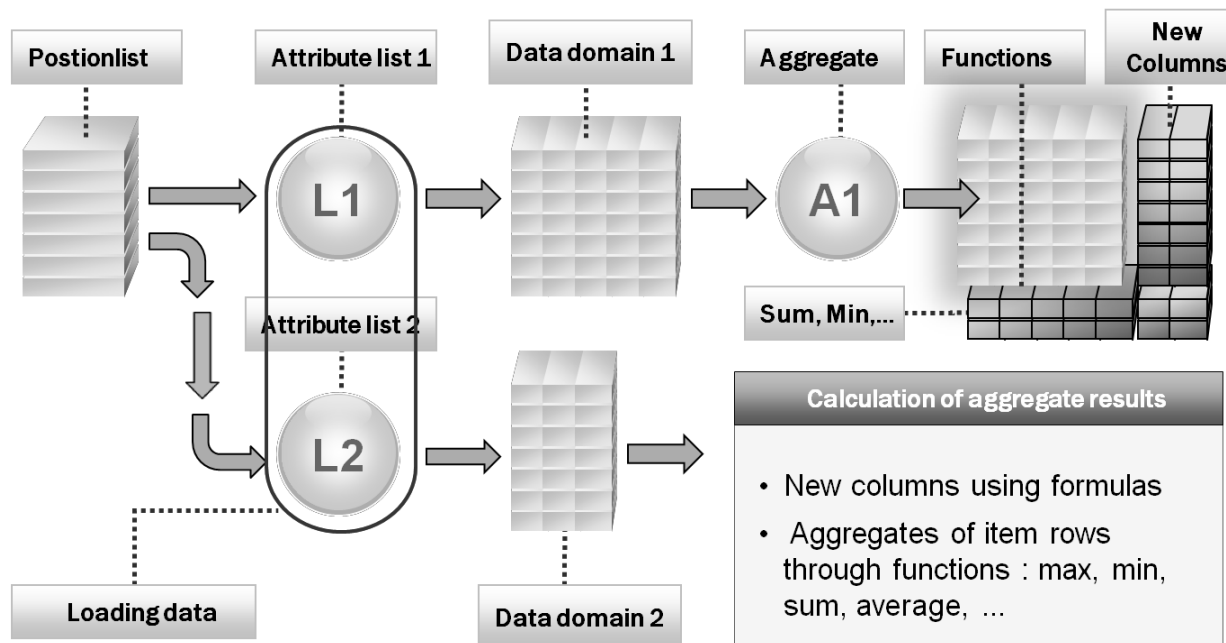 Postionlist
Attribute list 1
Data domain 1
Aggregate
Functions
New
Columns
L1
A1
Attribute list 2
Sum, Min,...
L2
Loading data
Data domain 2
Calculation of aggregate results
• New columns using formulas
• Aggregates of item rows
through functions : max, min,
sum, average, ...